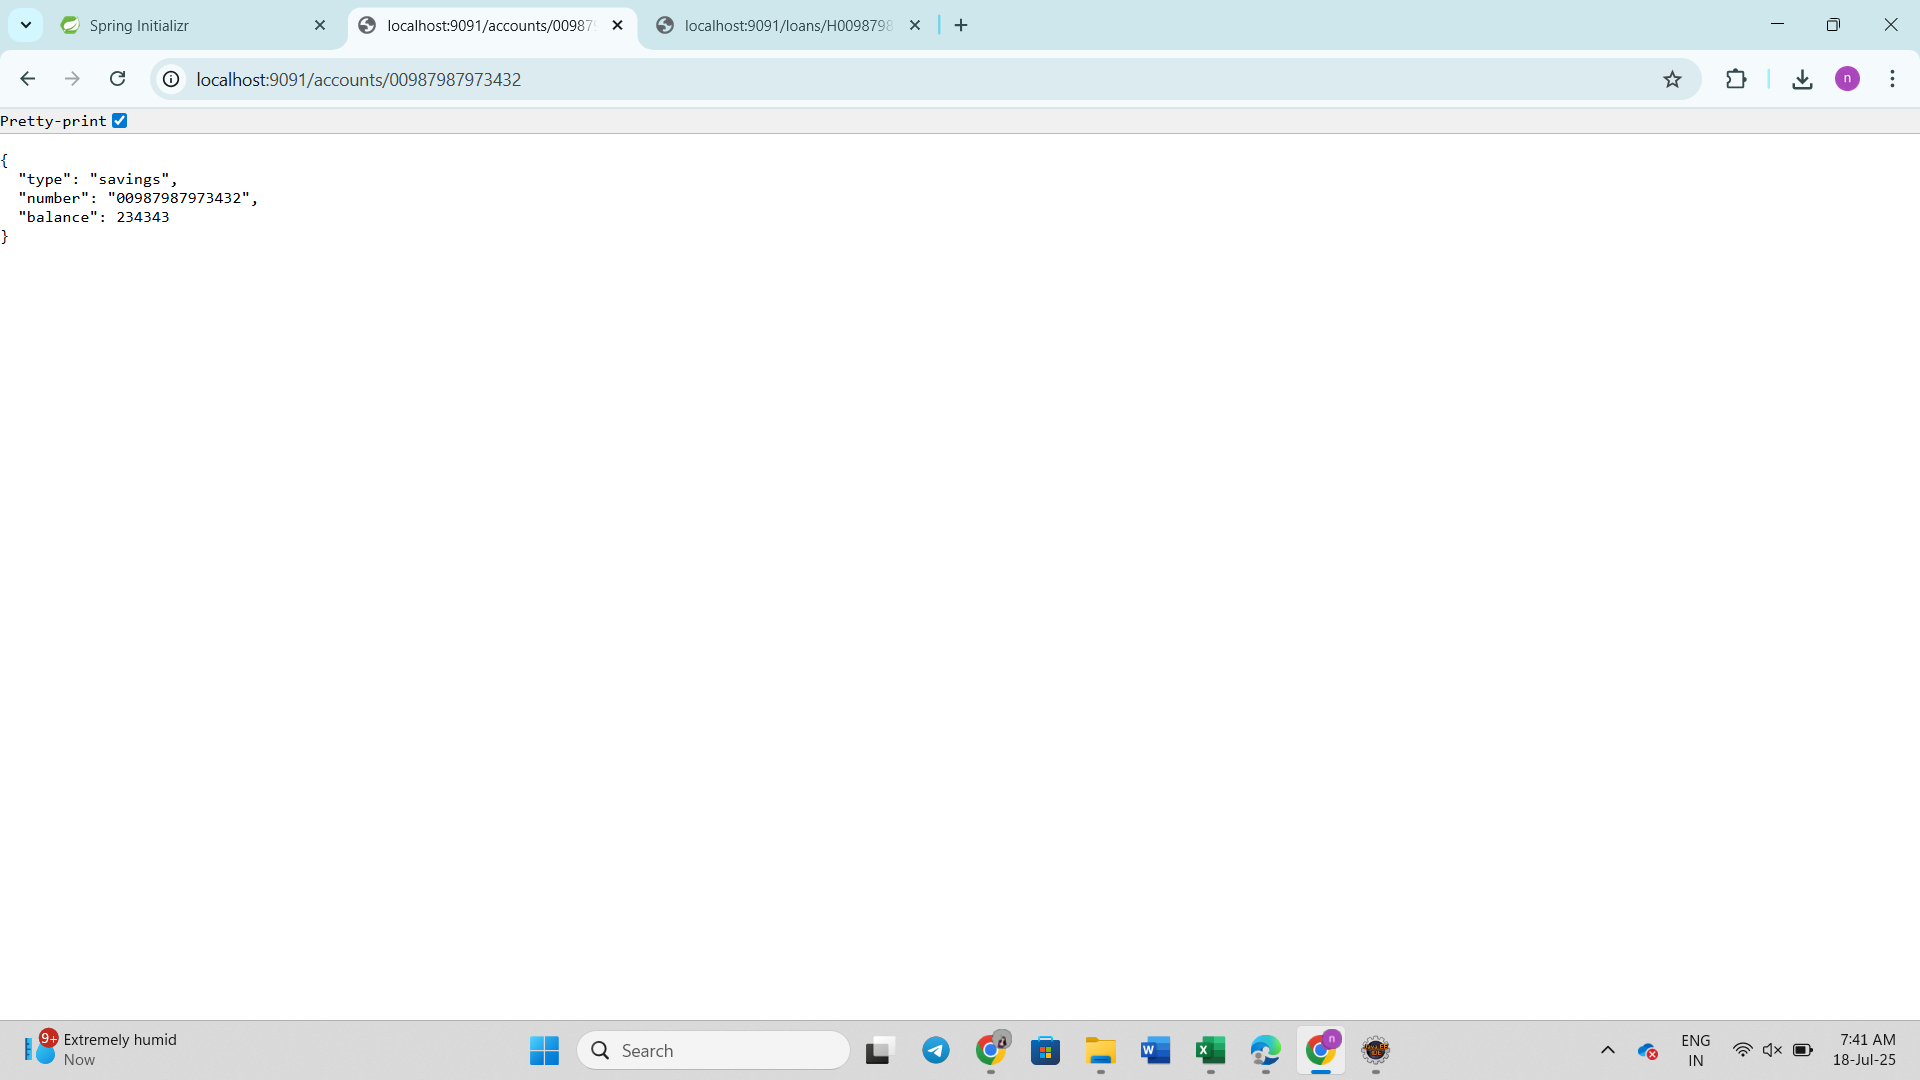 Spring Initializr
localhost:9091/accounts/00987
localhost:9091/loans/H0098798
localhost:9091/accounts/00987987973432
n
Pretty-print
{
"type": "savings",
"number": "00987987973432",
"balance": 234343
}
9+
Extremely humid
Now
Search
W
X
n
ENG
IN
7:41 AM
18-Jul-25